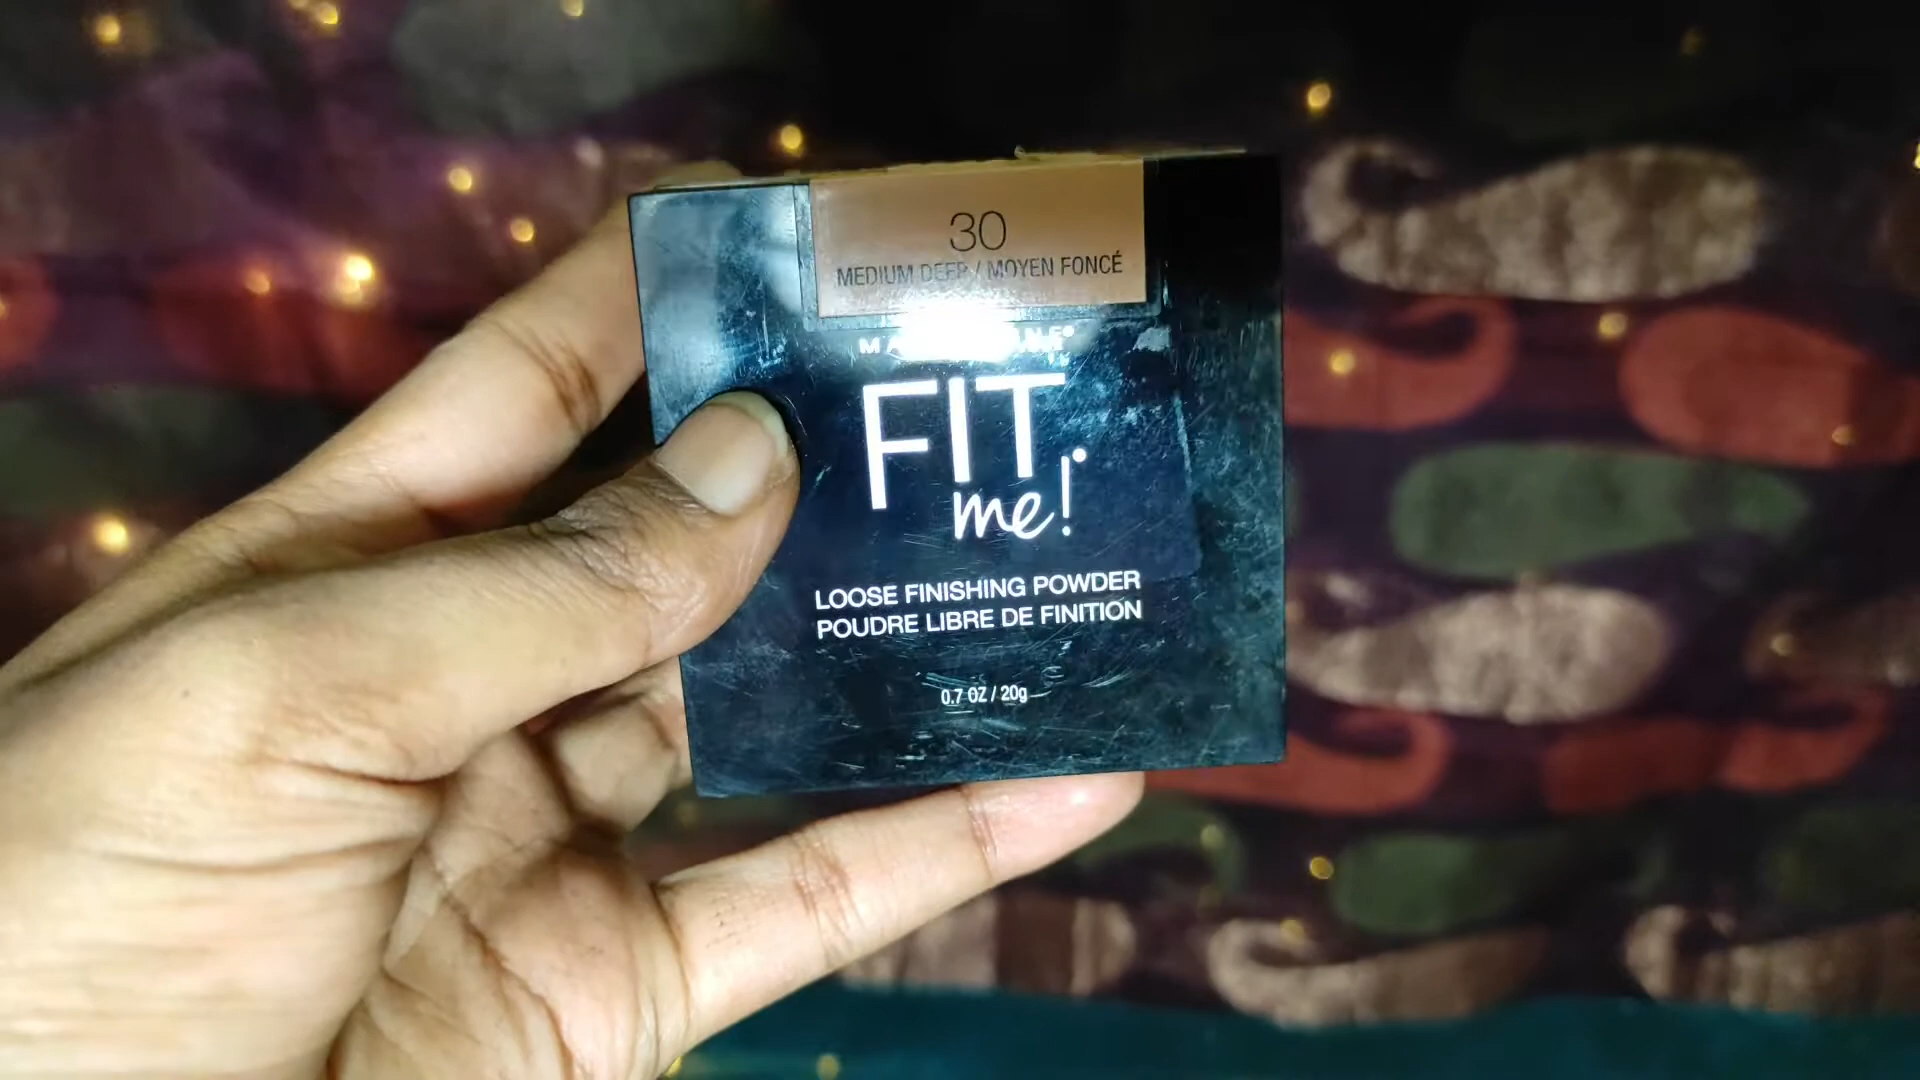 30
MEDIUM DEEP / MOYEN FONCÉ
FIT
me!
LOOSE FINISHING POWDER
POUDRE LIBRE DE FINITION
0.7 OZ / 20g